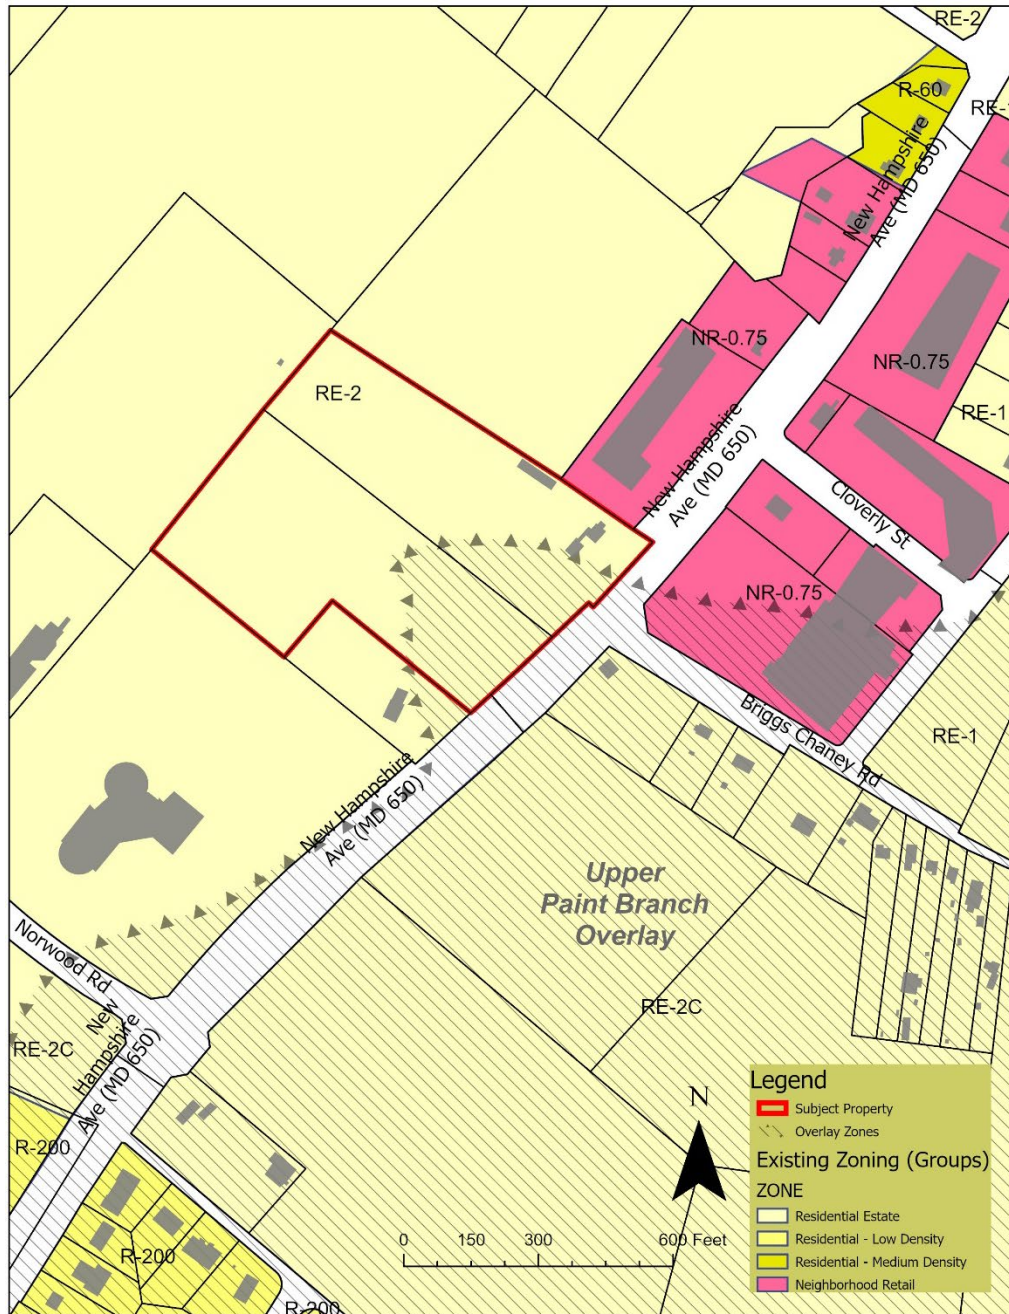 RE-2
R-60
RE-1
New Hampshire
Ave (MD 650)
NR-0.75
NR-0.75
RE-2
RE-1
New Hampshire
Ave (MD 650)
Cloverly St
NR-0.75
Briggs Chaney Rd
RE-1
New Hampshire
Ave (MD 650)
Upper
Paint Branch
Overlay
Norwood Rd
New
Hampshire
Ave (MD 650)
RE-2C
RE-2C
R-200
R-200
R-200
N
0 150 300 600 Feet
Legend
Subject Property
Overlay Zones
Existing Zoning (Groups)
ZONE
Residential Estate
Residential - Low Density
Residential - Medium Density
Neighborhood Retail